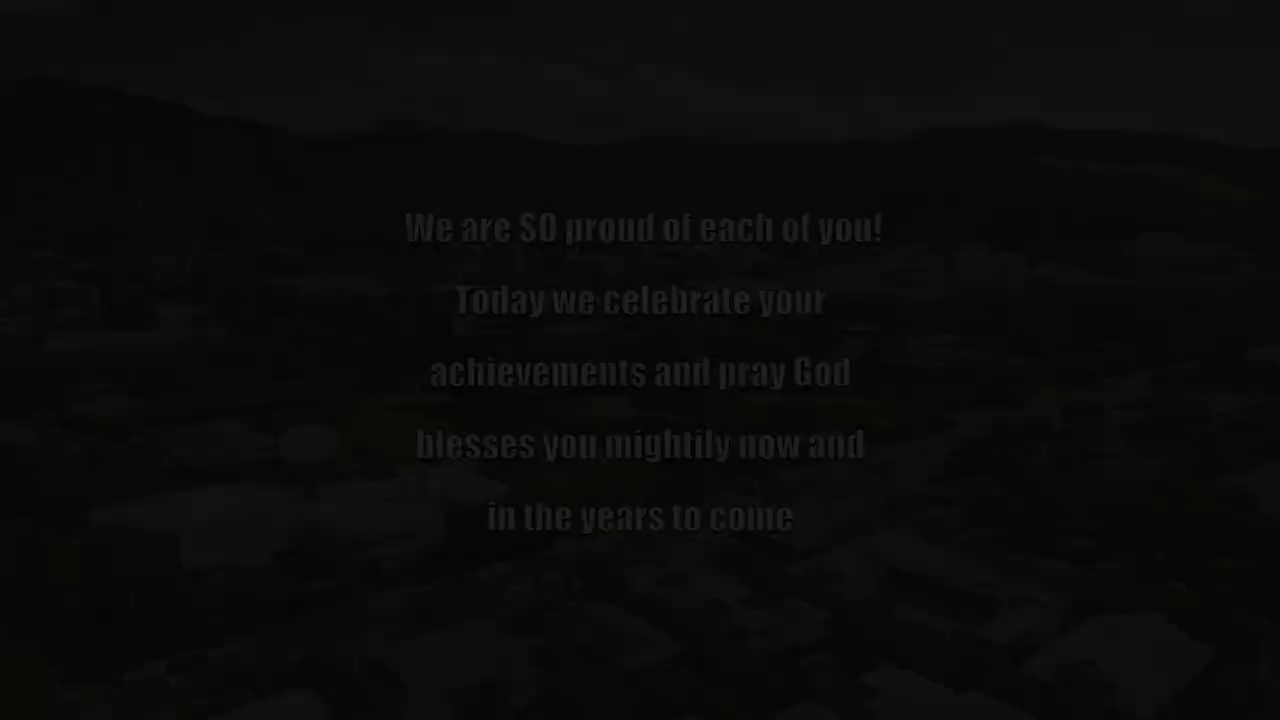 We are SO proud of each of you!
Today we celebrate your
achievements and pray God
blesses you mightily now and
in the years to come